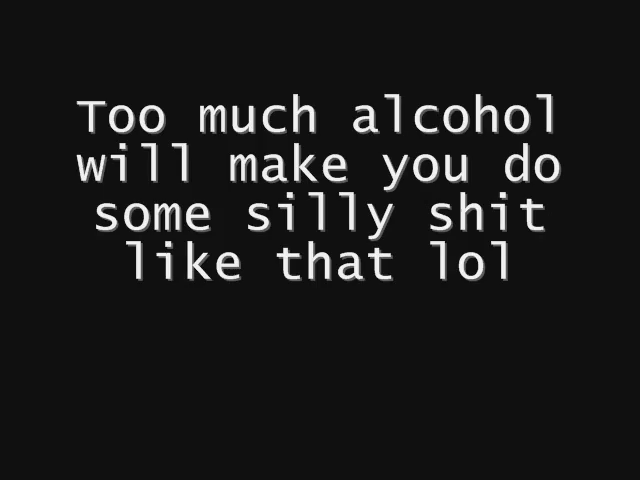 Too much alcohol
will make you do
some silly shit
like that lol